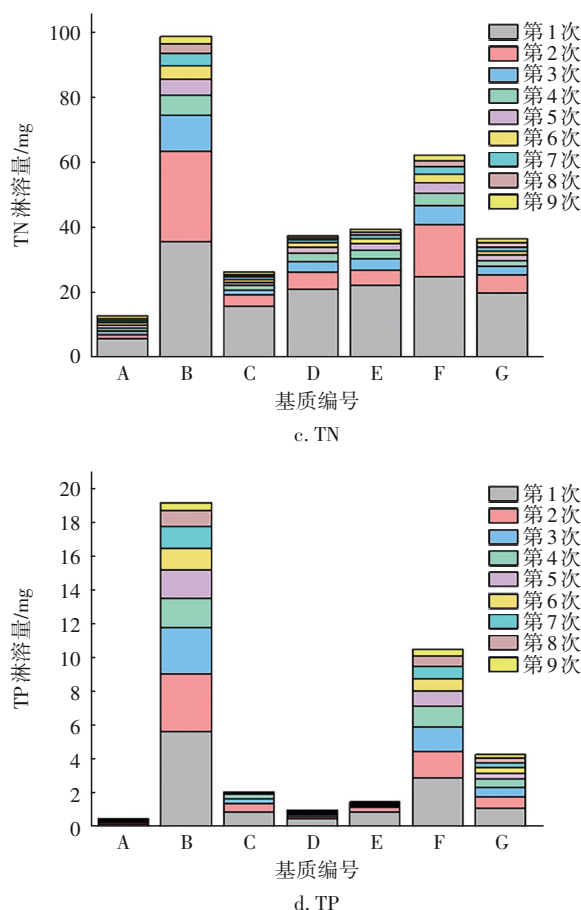 100
80
60
40
20
0
TN 淋溶量/mg
第1次
第2次
第3次
第4次
第5次
第6次
第7次
第8次
第9次
A B C D E F G
基质编号
c. TN
20
18
16
14
12
10
8
6
4
2
0
TP 淋溶量/mg
第1次
第2次
第3次
第4次
第5次
第6次
第7次
第8次
第9次
A B C D E F G
基质编号
d. TP